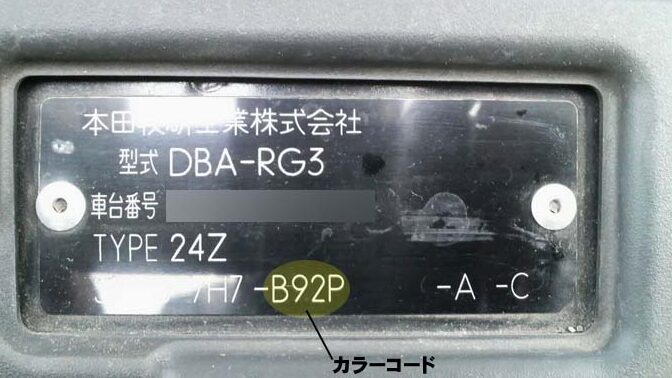 本田技研工業株式会社
型式 DBA-RG3
車台番号
TYPE 24Z
7H7 -B92P -A -C
カラーコード